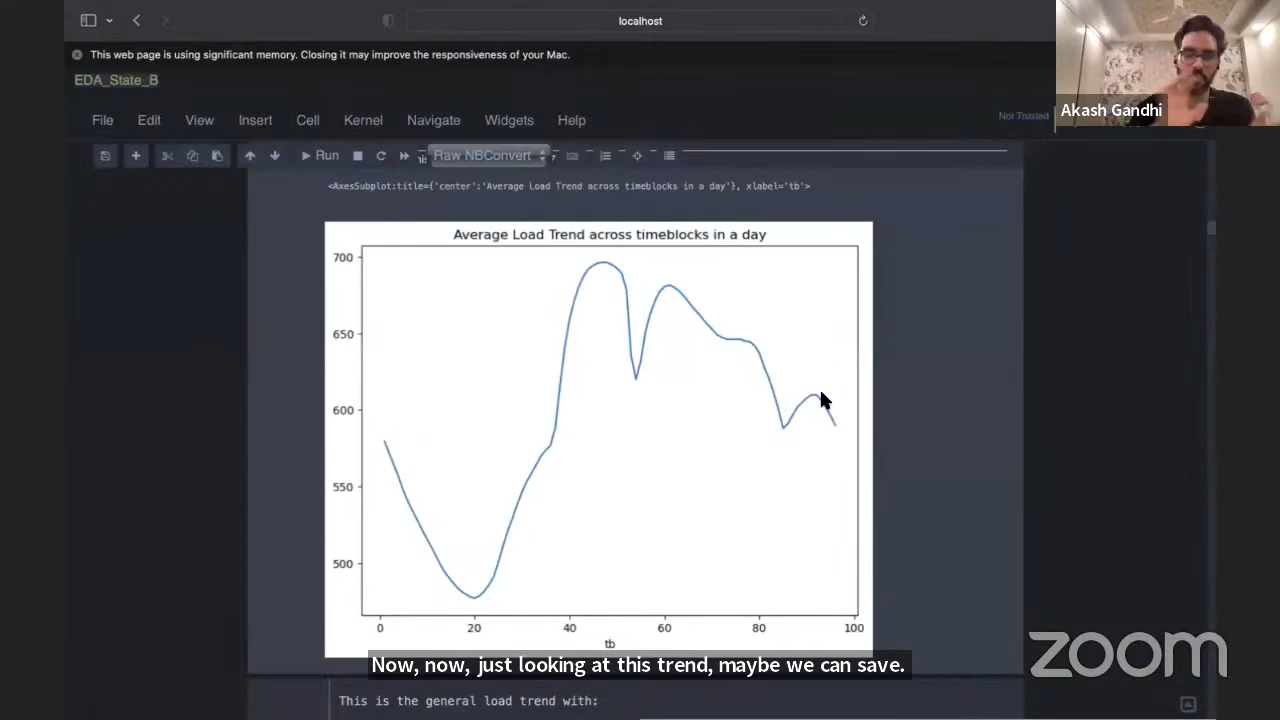 localhost
This web page is using significant memory. Closing it may improve the responsiveness of your Mac.
EDA_State_B
File Edit View Insert Cell Kernel Navigate Widgets Help
Not Trusted
Akash Gandhi
Run
Raw NBConvert
<AxesSubplot:title={'center':'Average Load Trend across timeblocks in a day'}, xlabel='tb'>
Average Load Trend across timeblocks in a day
700
650
600
550
500
0 20 40 60 80 100
tb
Now, now, just looking at this trend, maybe we can save.
zoom
This is the general load trend with: